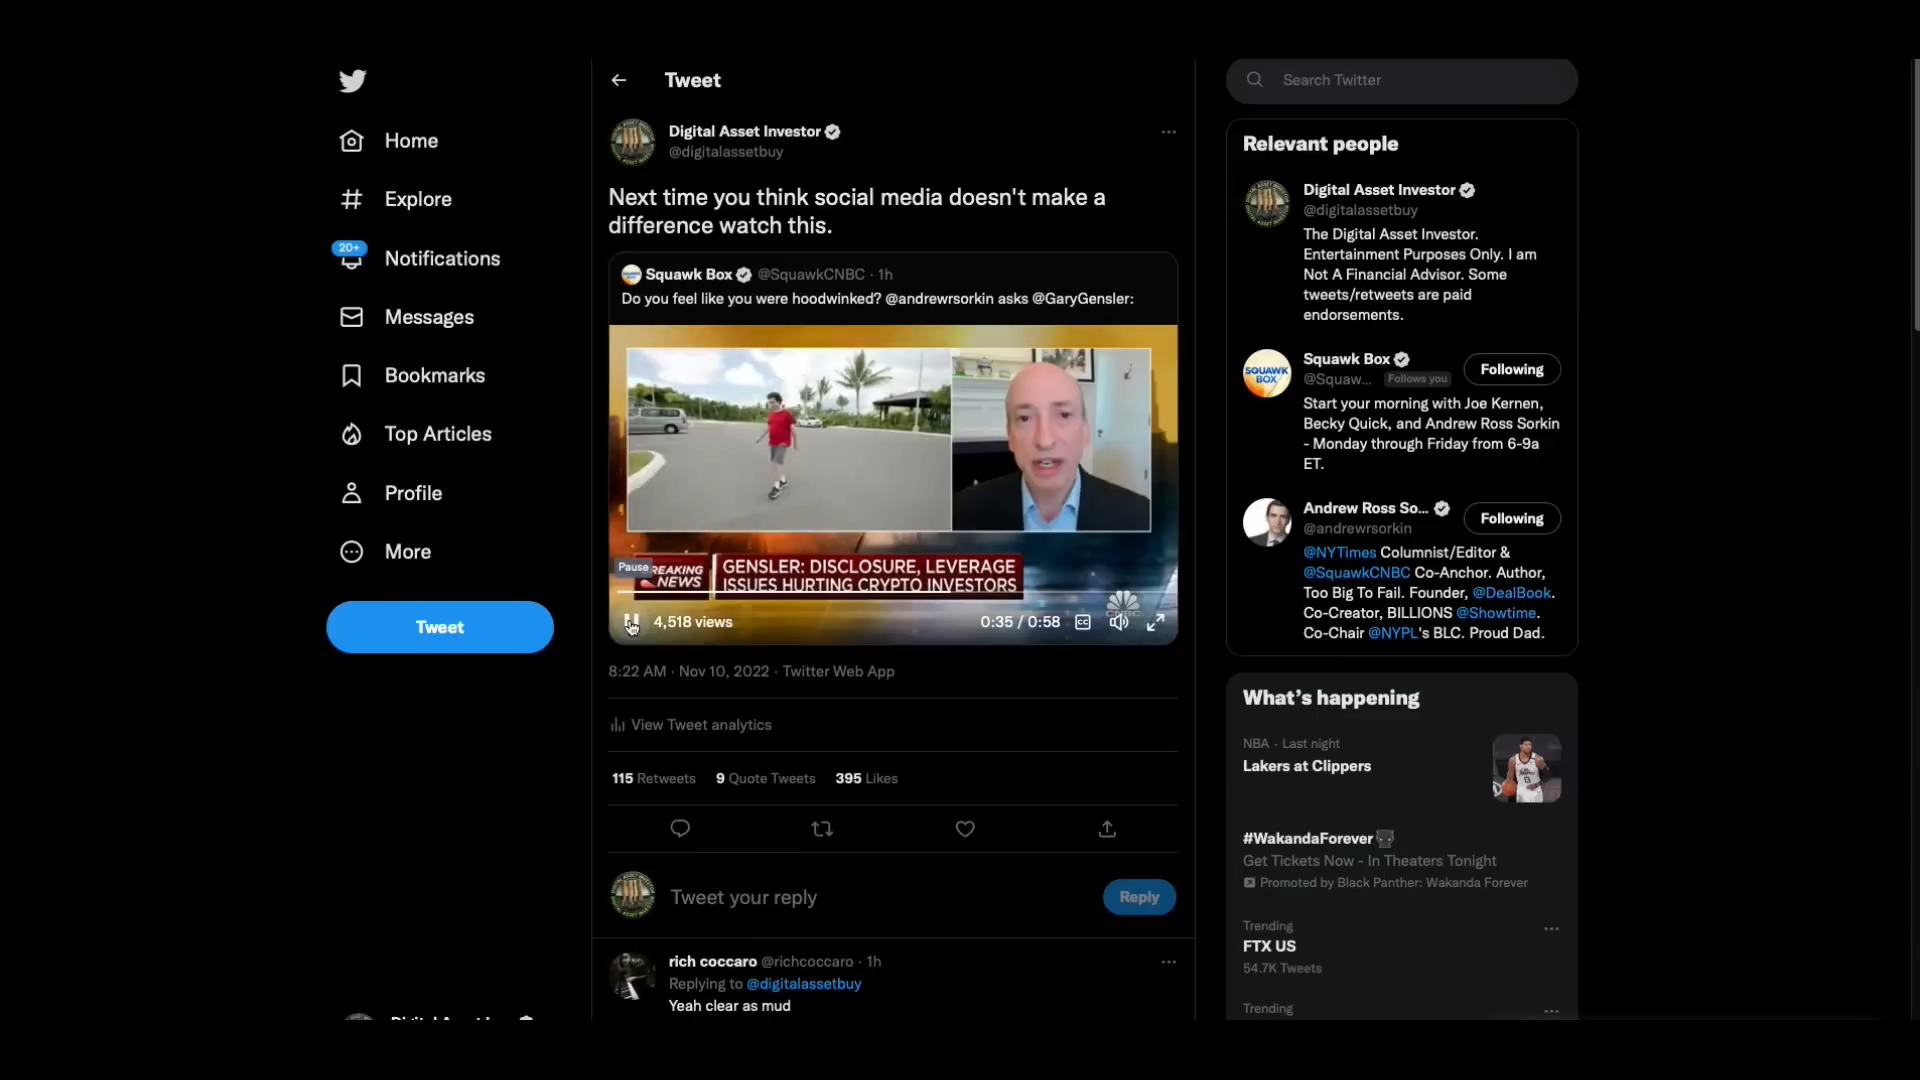 Home
Explore
20+
Notifications
Messages
Bookmarks
Top Articles
Profile
More
Tweet
Tweet
Digital Asset Investor
@digitalassetbuy
Next time you think social media doesn't make a
difference watch this.
Squawk Box @SquawkCNBC · 1h
Do you feel like you were hoodwinked? @andrewrsorkin asks @GaryGensler:
Pause
BREAKING
NEWS
GENSLER: DISCLOSURE, LEVERAGE
ISSUES HURTING CRYPTO INVESTORS
4,518 views
0:35 / 0:58
CC
CNBC
8:22 AM · Nov 10, 2022 · Twitter Web App
View Tweet analytics
115 Retweets 9 Quote Tweets 395 Likes
Tweet your reply
Reply
rich coccaro @richcoccaro · 1h
Replying to @digitalassetbuy
Yeah clear as mud
Search Twitter
Relevant people
Digital Asset Investor
@digitalassetbuy
The Digital Asset Investor.
Entertainment Purposes Only. I am
Not A Financial Advisor. Some
tweets/retweets are paid
endorsements.
SQUAWK
BOX
Squawk Box
@Squaw... Follows you
Following
Start your morning with Joe Kernen,
Becky Quick, and Andrew Ross Sorkin
- Monday through Friday from 6-9a
ET.
Andrew Ross So...
@andrewrsorkin
Following
@NYTimes Columnist/Editor &
@SquawkCNBC Co-Anchor. Author,
Too Big To Fail. Founder, @DealBook.
Co-Creator, BILLIONS @Showtime.
Co-Chair @NYPL's BLC. Proud Dad.
What's happening
NBA · Last night
Lakers at Clippers
#WakandaForever
Get Tickets Now - In Theaters Tonight
Promoted by Black Panther: Wakanda Forever
Trending
FTX US
54.7K Tweets
Trending